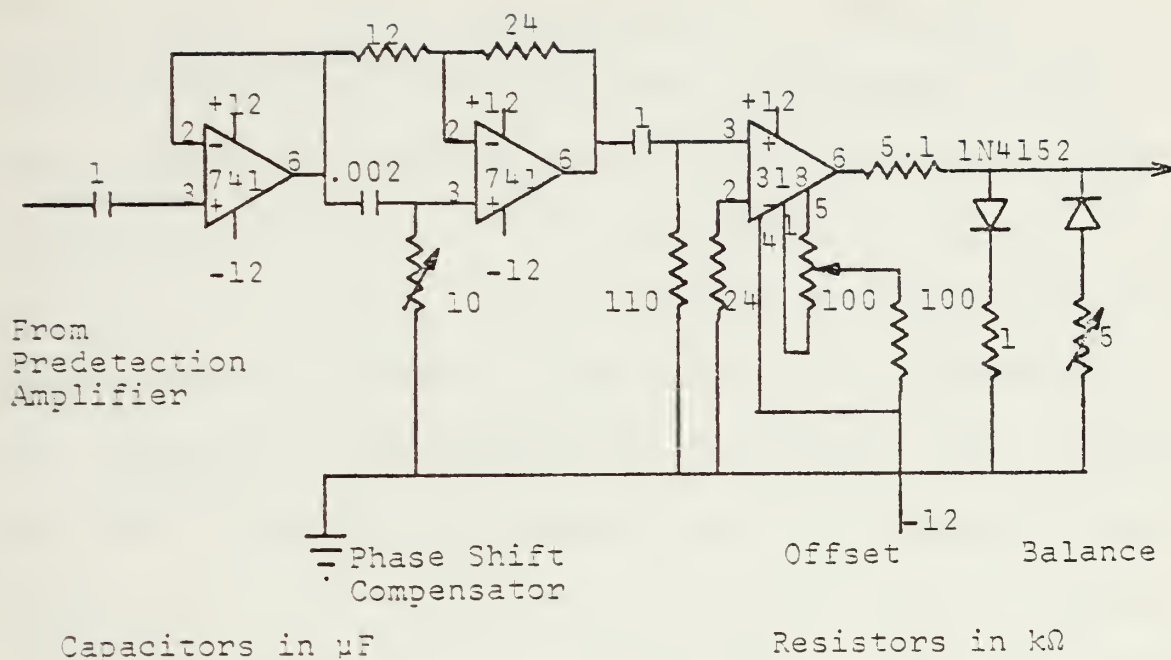 12 24
+12 +12 1 +12
2 2 3 5.1 1N4152
1 6 .002 6 6
3 741 3 741 318
2 5
4 1
-12 -12
10 110 24 100 100 1 5
From
Predetection
Amplifier
-12
Phase Shift Offset Balance
Compensator
Capacitors in µF Resistors in kΩ